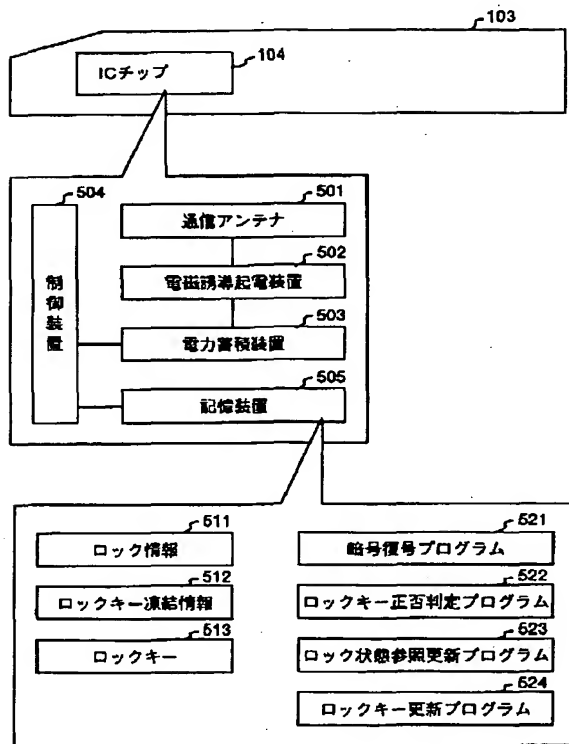 103
ICチップ
104
504
制御装置
501
通信アンテナ
502
電磁誘導起電装置
503
電力蓄積装置
505
記憶装置
511
ロック情報
512
ロックキー凍結情報
513
ロックキー
521
暗号復号プログラム
522
ロックキー正否判定プログラム
523
ロック状態参照更新プログラム
524
ロックキー更新プログラム